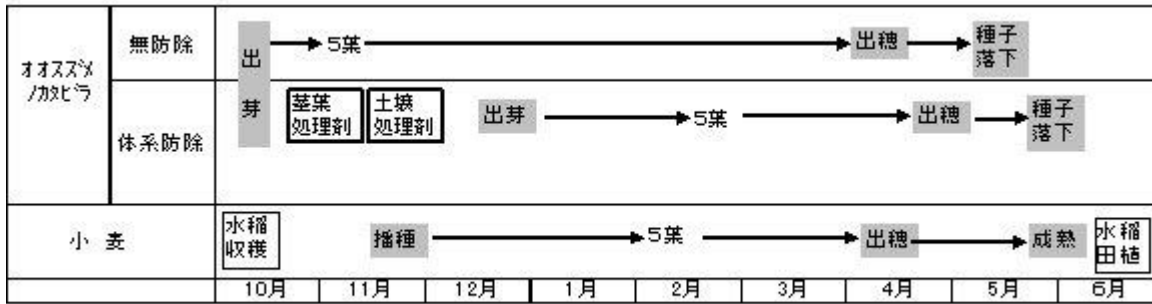 オオスズメ
ノカタビラ
無防除
出芽
5葉
出穂
種子
落下
体系防除
茎葉
処理剤
土壌
処理剤
出芽
5葉
出穂
種子
落下
小麦
水稲
収穫
播種
5葉
出穂
成熟
水稲
田植
10月 11月 12月 1月 2月 3月 4月 5月 6月